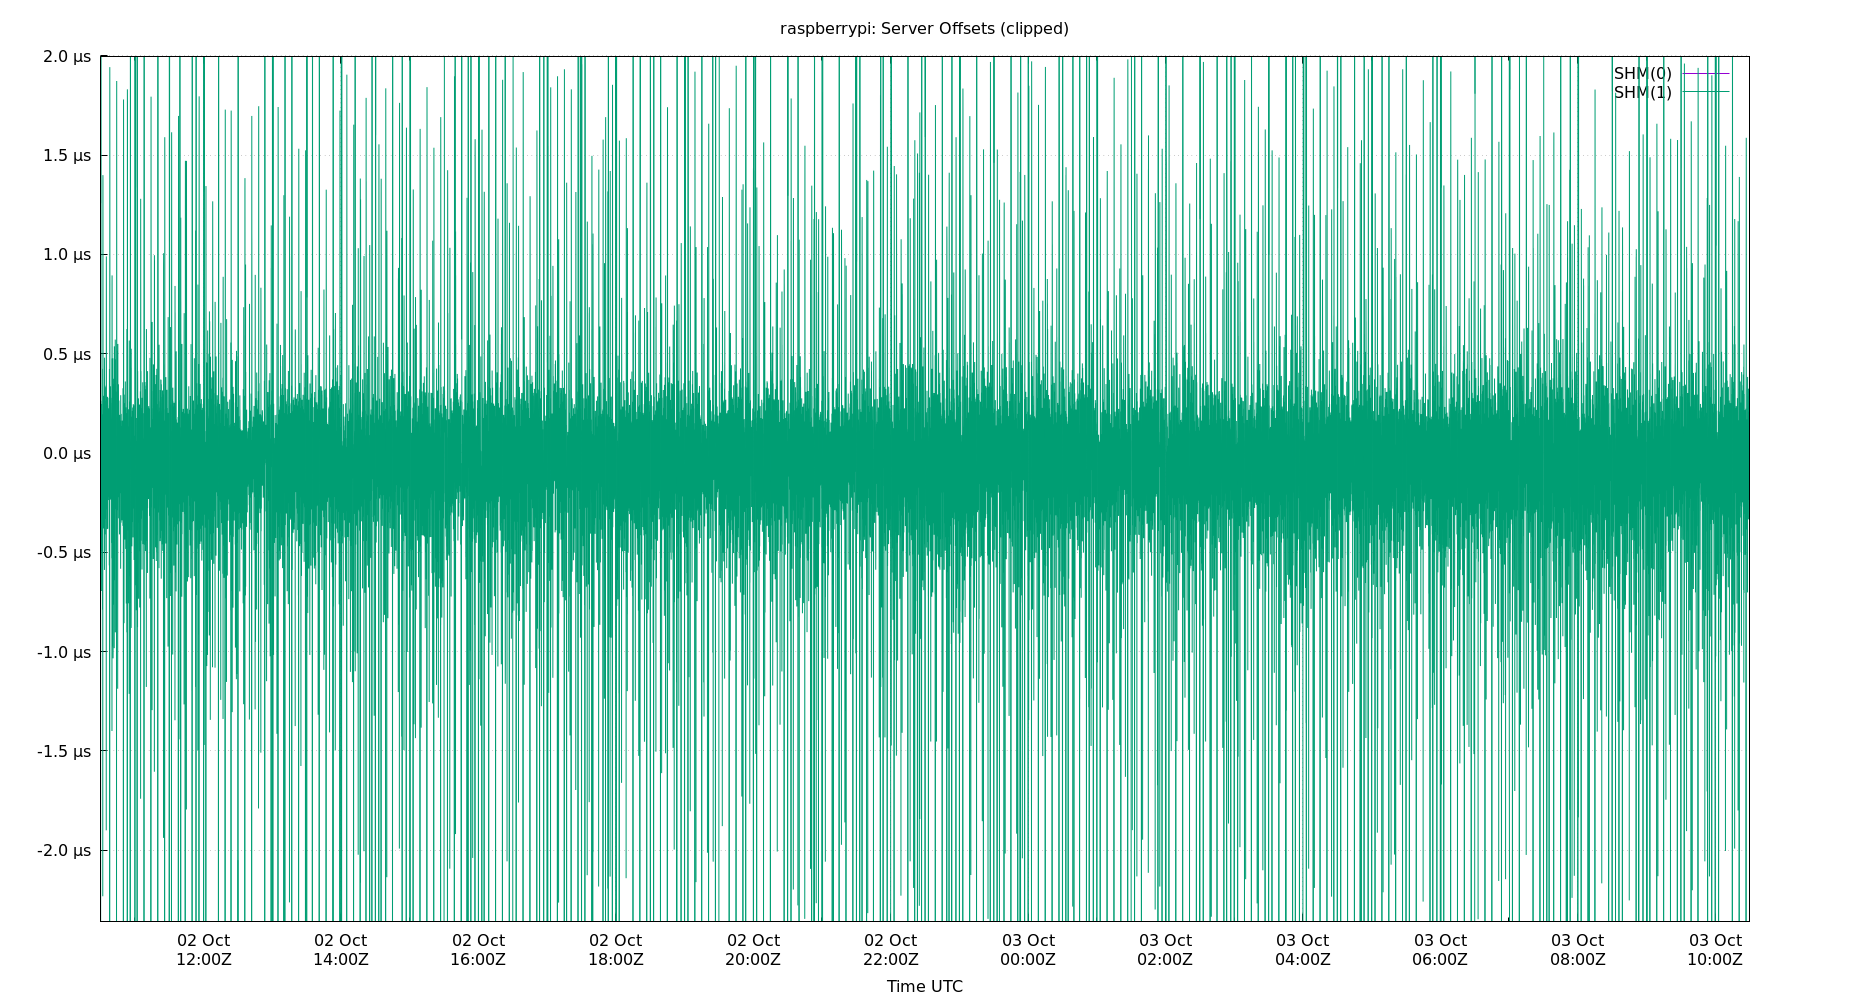 raspberrypi: Server Offsets (clipped)
2.0 µs
SHM(0)
SHM(1)
1.5 µs
1.0 µs
0.5 µs
0.0 µs
-0.5 µs
-1.0 µs
-1.5 µs
-2.0 µs
02 Oct 02 Oct 02 Oct 02 Oct 02 Oct 02 Oct 03 Oct 03 Oct 03 Oct 03 Oct 03 Oct 03 Oct
12:00Z 14:00Z 16:00Z 18:00Z 20:00Z 22:00Z 00:00Z 02:00Z 04:00Z 06:00Z 08:00Z 10:00Z
Time UTC